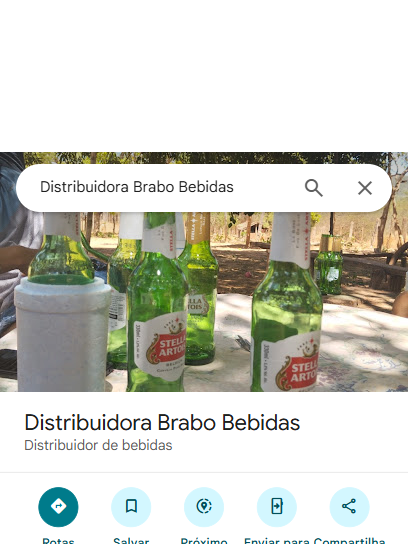 Distribuidora Brabo Bebidas
STELLA
ARTOIS
STELLA
ARTOIS
STELLA
ARTOIS
Distribuidora Brabo Bebidas
Distribuidor de bebidas
Rotas
Salvar
Próximo
Enviar para
Compartilha